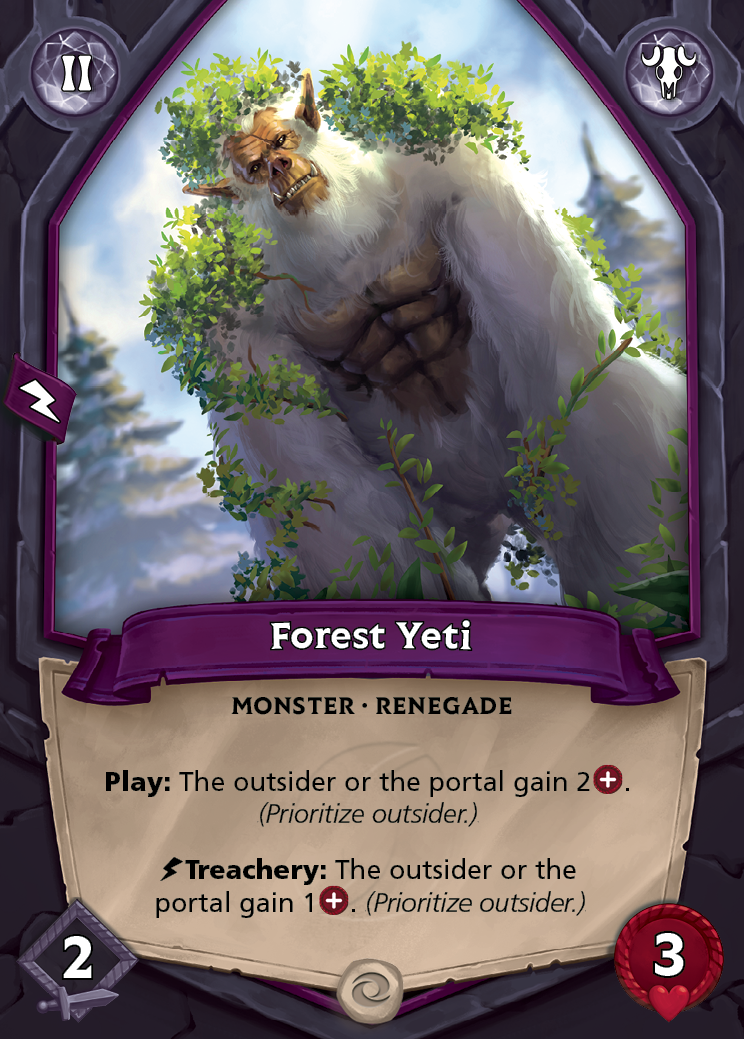 II
Forest Yeti
MONSTER · RENEGADE
Play: The outsider or the portal gain 2+.
(Prioritize outsider.)
Treachery: The outsider or the
portal gain 1+. (Prioritize outsider.)
2
3